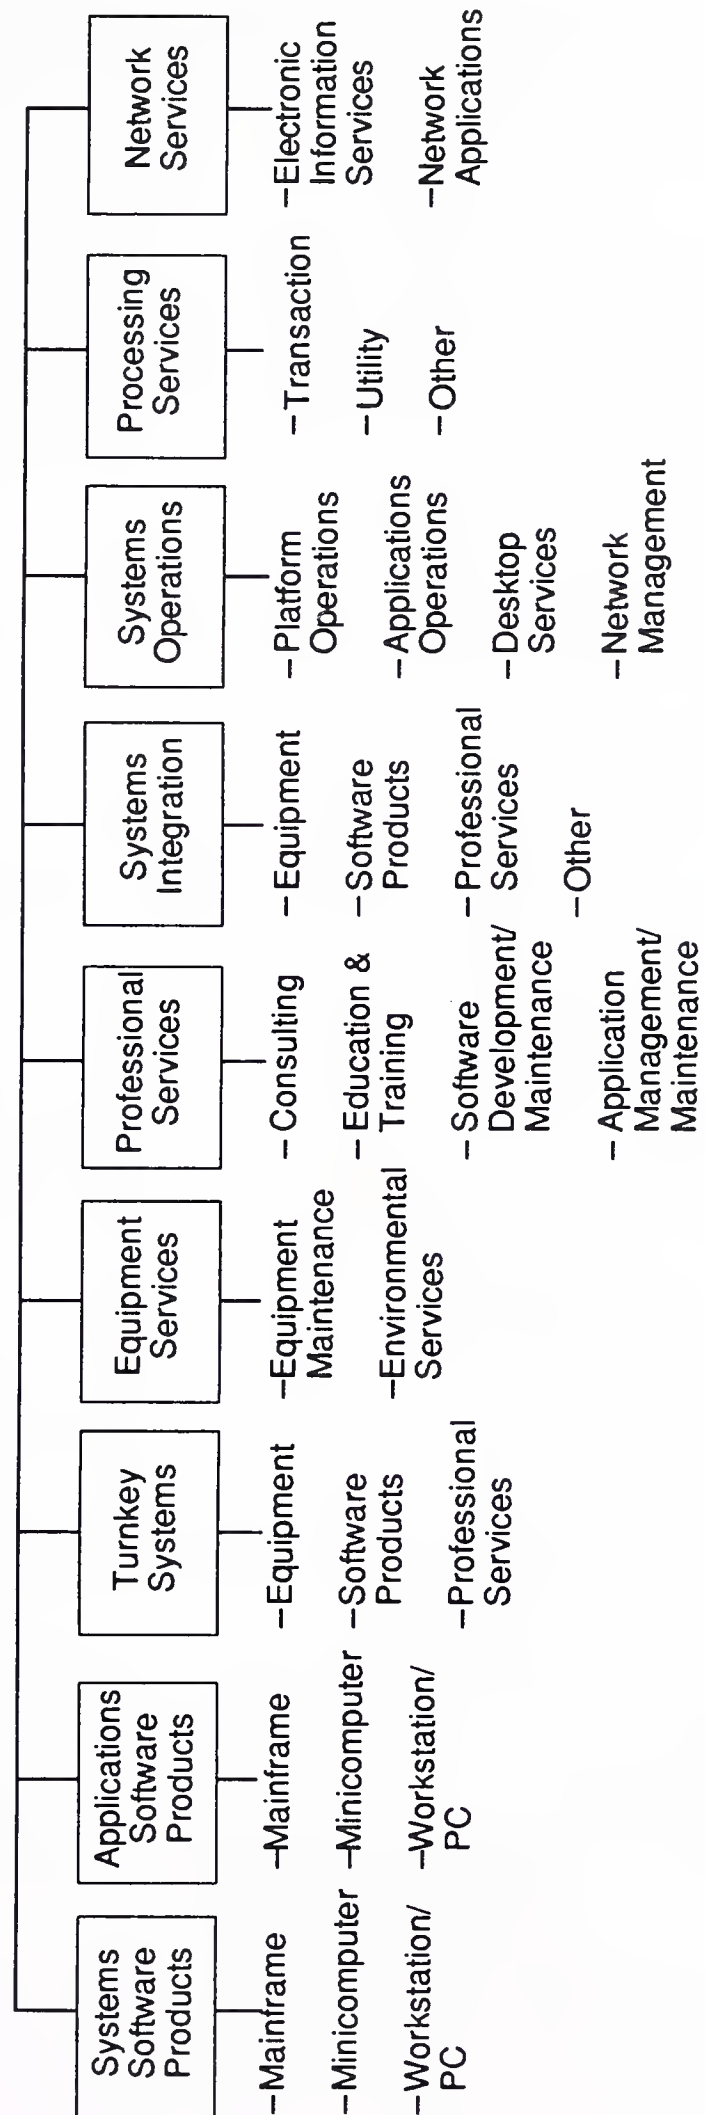 Systems
Software
Products
–Mainframe
–Minicomputer
–Workstation/
PC
Applications
Software
Products
–Mainframe
–Minicomputer
–Workstation/
PC
Turnkey
Systems
–Equipment
–Software
Products
–Professional
Services
Equipment
Services
–Equipment
Maintenance
–Environmental
Services
Professional
Services
–Consulting
–Education &
Training
–Software
Development/
Maintenance
–Application
Management/
Maintenance
Systems
Integration
–Equipment
–Software
Products
–Professional
Services
–Other
Systems
Operations
–Platform
Operations
–Applications
Operations
–Desktop
Services
–Network
Management
Processing
Services
–Transaction
–Utility
–Other
Network
Services
–Electronic
Information
Services
–Network
Applications